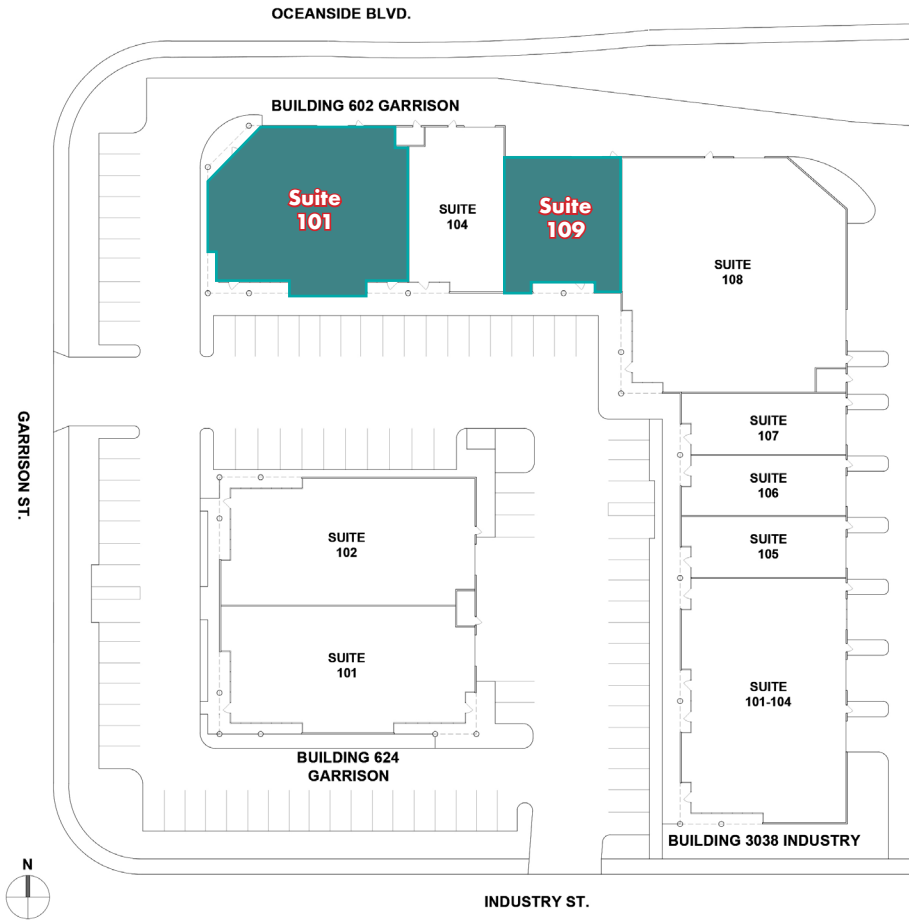 OCEANSIDE BLVD.
BUILDING 602 GARRISON
Suite
101
SUITE
104
Suite
109
SUITE
108
GARRISON ST.
SUITE
107
SUITE
106
SUITE
105
SUITE
102
SUITE
101
SUITE
101-104
BUILDING 624
GARRISON
BUILDING 3038 INDUSTRY
N
INDUSTRY ST.